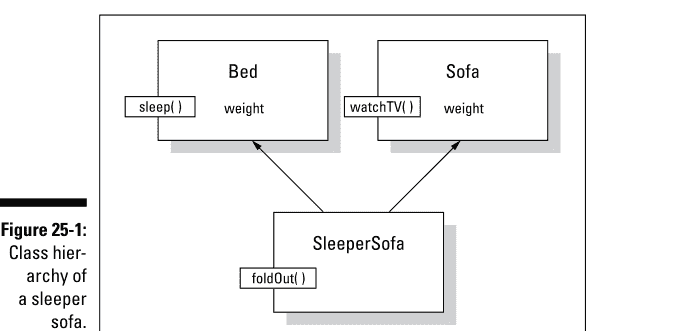 Bed
sleep( )
weight
Sofa
watchTV( )
weight
SleeperSofa
foldOut( )
Figure 25-1:
Class hier-
archy of
a sleeper
sofa.